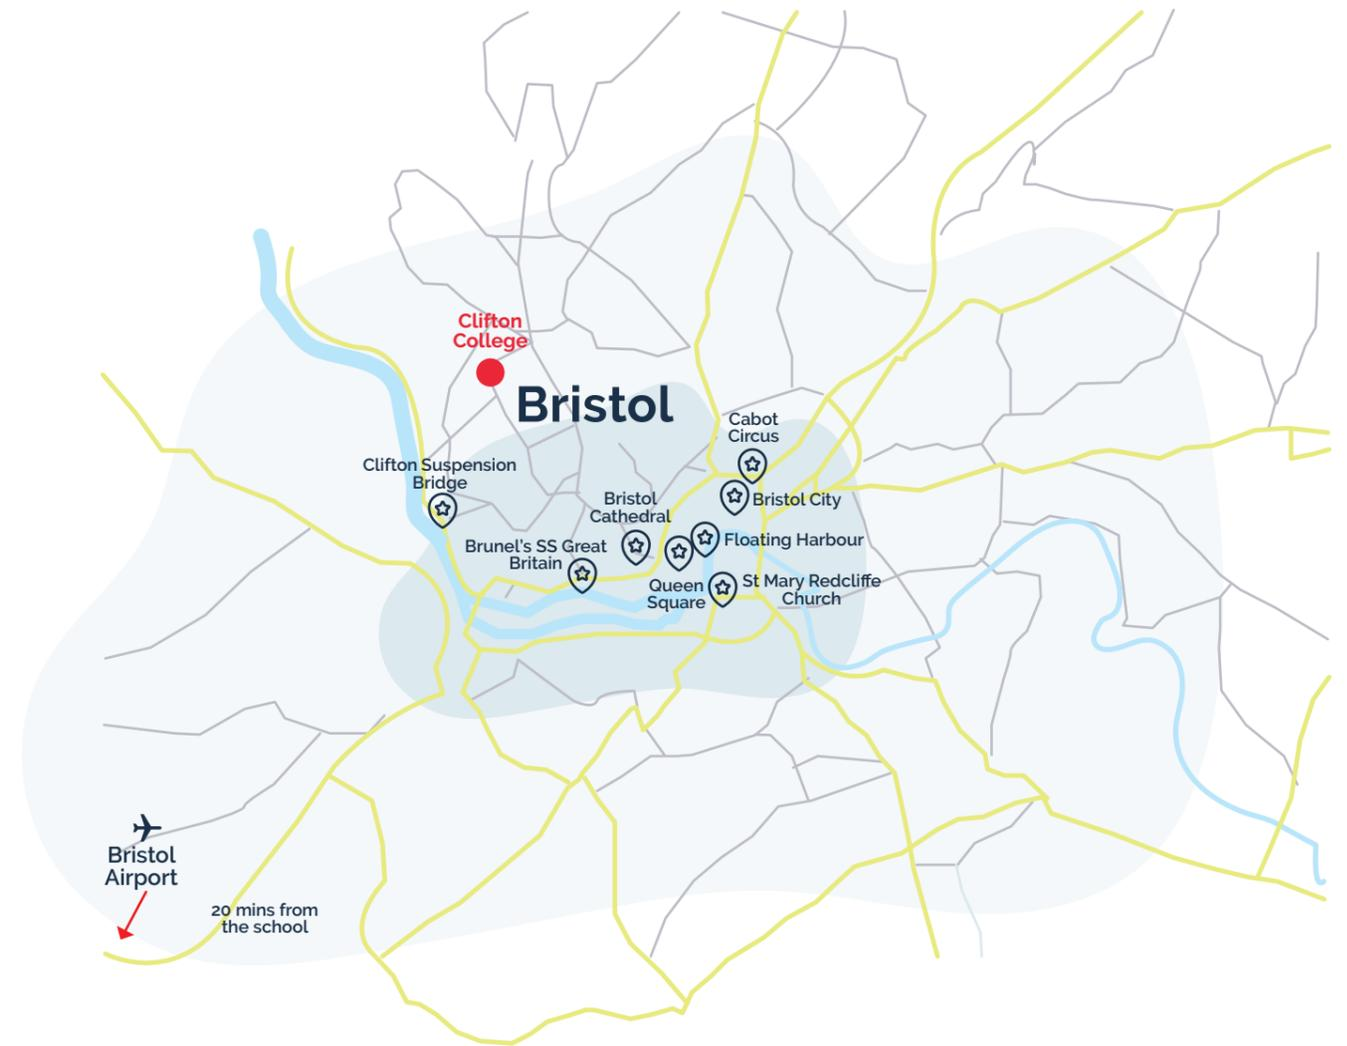 Clifton
College
Bristol
Cabot
Circus
Clifton Suspension
Bridge
Bristol
Cathedral
Bristol City
Brunel's SS Great
Britain
Floating Harbour
Queen
Square
St Mary Redcliffe
Church
Bristol
Airport
20 mins from
the school